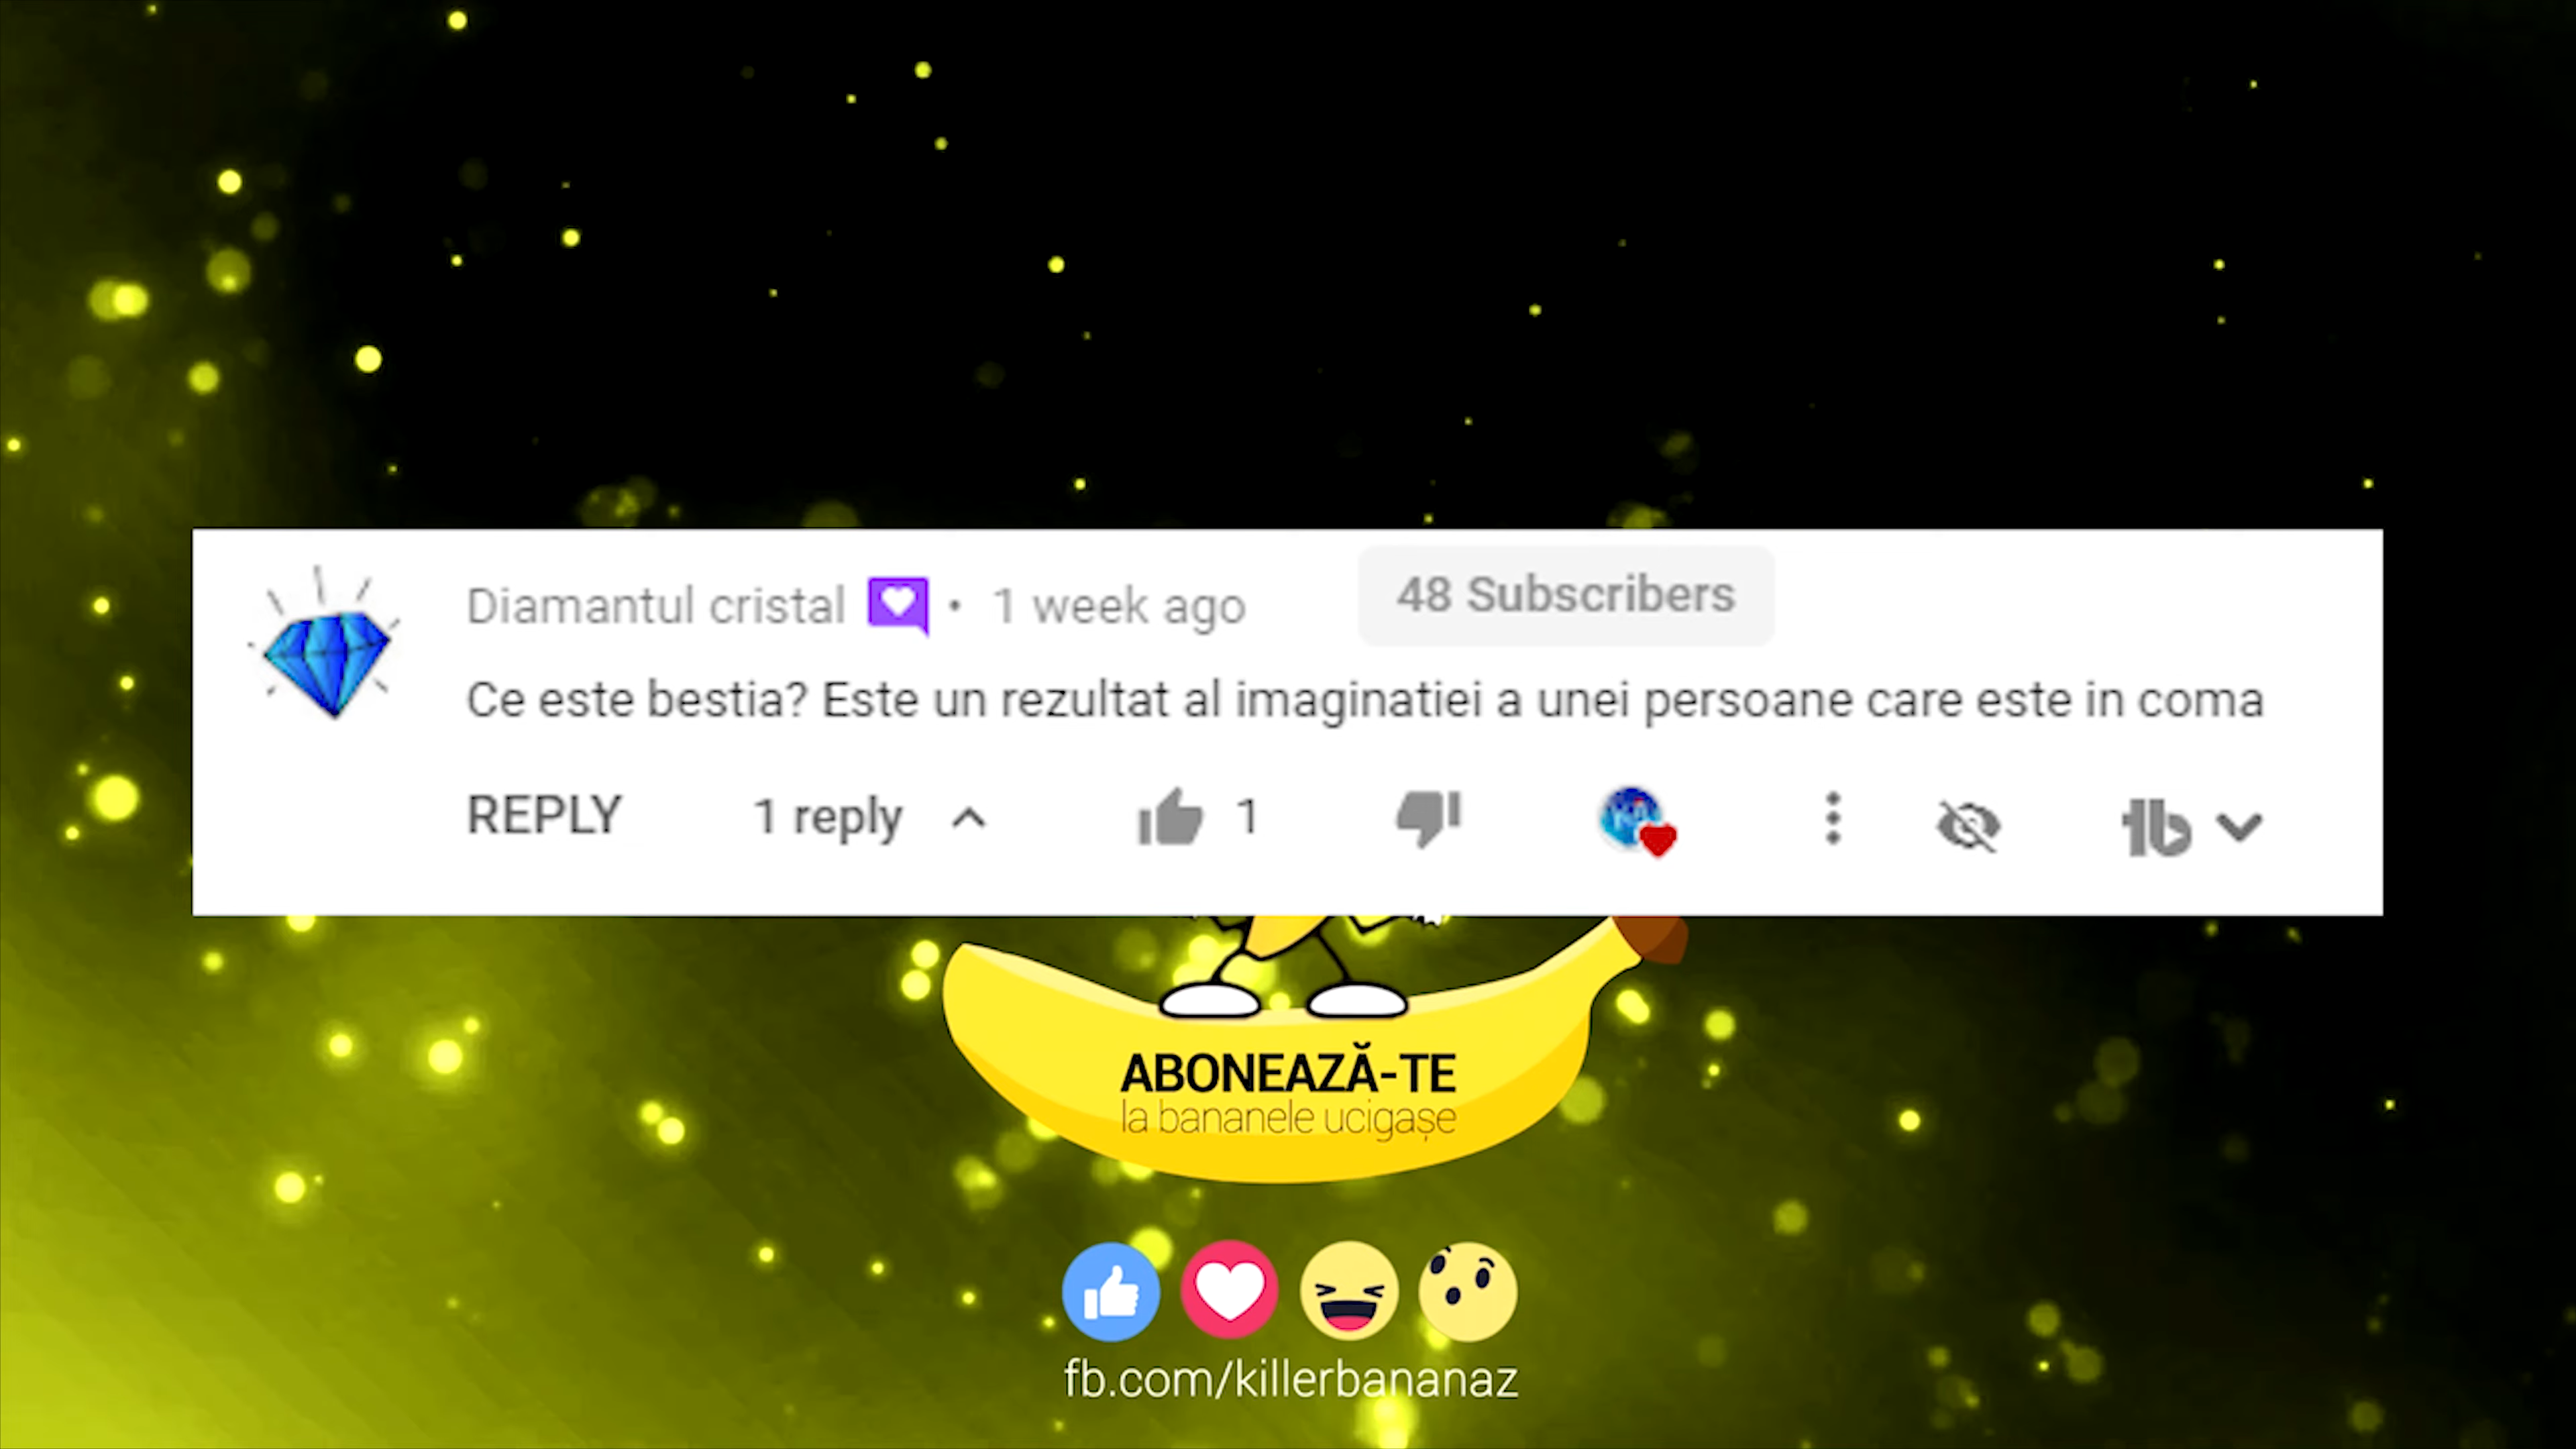 Diamantul cristal • 1 week ago 48 Subscribers
Ce este bestia? Este un rezultat al imaginatiei a unei persoane care este in coma
REPLY 1 reply 1
ABONEAZĂ-TE
la bananele ucigașe
fb.com/killerbananaz